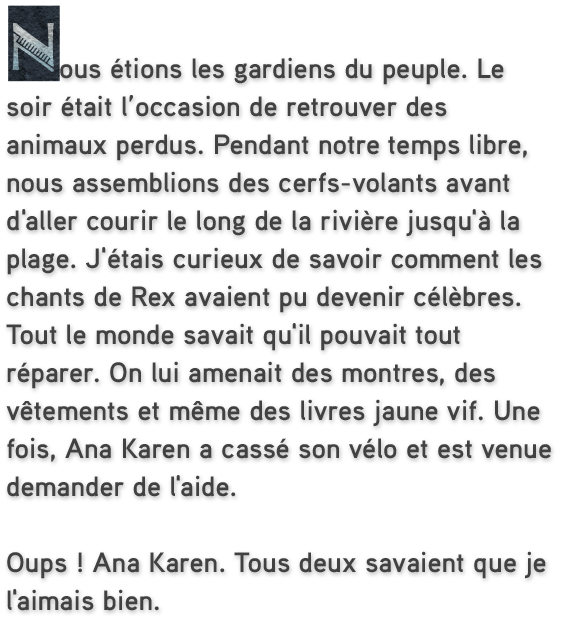 Nous étions les gardiens du peuple. Le
soir était l'occasion de retrouver des
animaux perdus. Pendant notre temps libre,
nous assemblions des cerfs-volants avant
d'aller courir le long de la rivière jusqu'à la
plage. J'étais curieux de savoir comment les
chants de Rex avaient pu devenir célèbres.
Tout le monde savait qu'il pouvait tout
réparer. On lui amenait des montres, des
vêtements et même des livres jaune vif. Une
fois, Ana Karen a cassé son vélo et est venue
demander de l'aide.

Oups ! Ana Karen. Tous deux savaient que je
l'aimais bien.